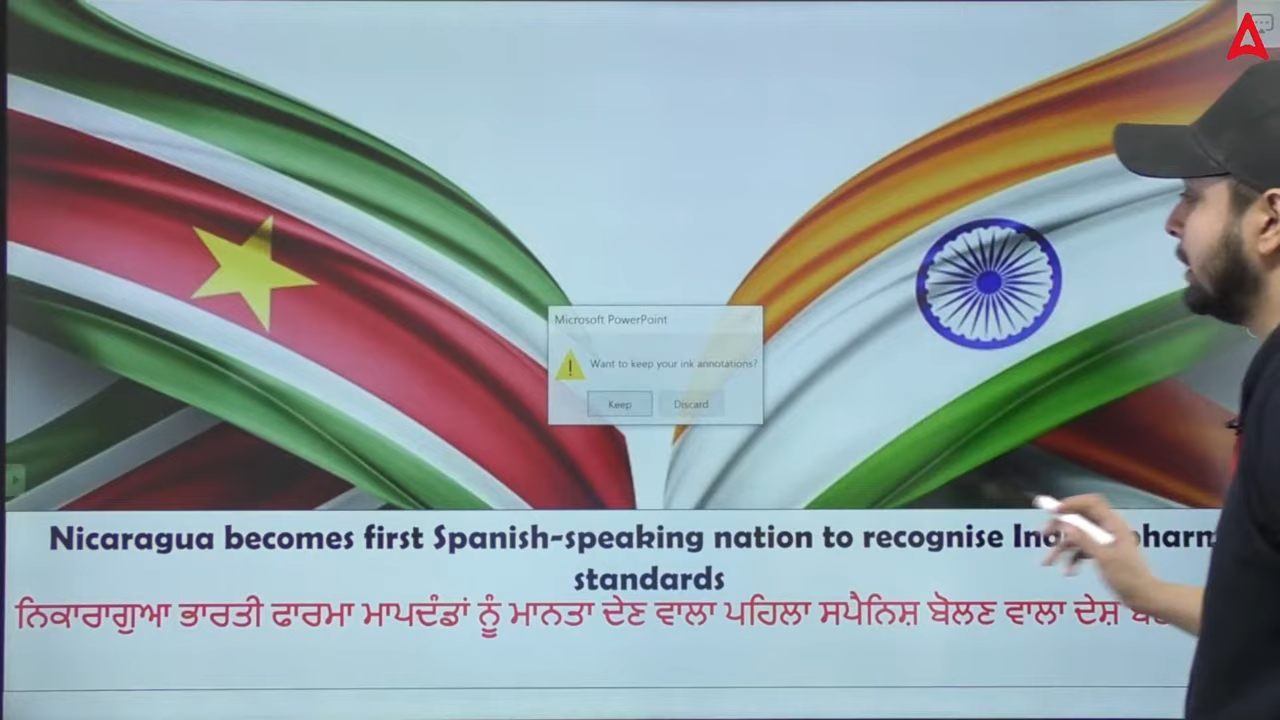 Microsoft PowerPoint
Want to keep your ink annotations?
Keep
Discard
Nicaragua becomes first Spanish-speaking nation to recognise
standards
ਨਿਕਾਰਾਗੁਆ ਭਾਰਤੀ ਫਾਰਮਾ ਮਾਪਦੰਡਾਂ ਨੂੰ ਮਾਨਤਾ ਦੇਣ ਵਾਲਾ ਪਹਿਲਾ ਸਪੈਨਿਸ਼ ਬੋਲਣ ਵਾਲਾ ਦੇਸ਼